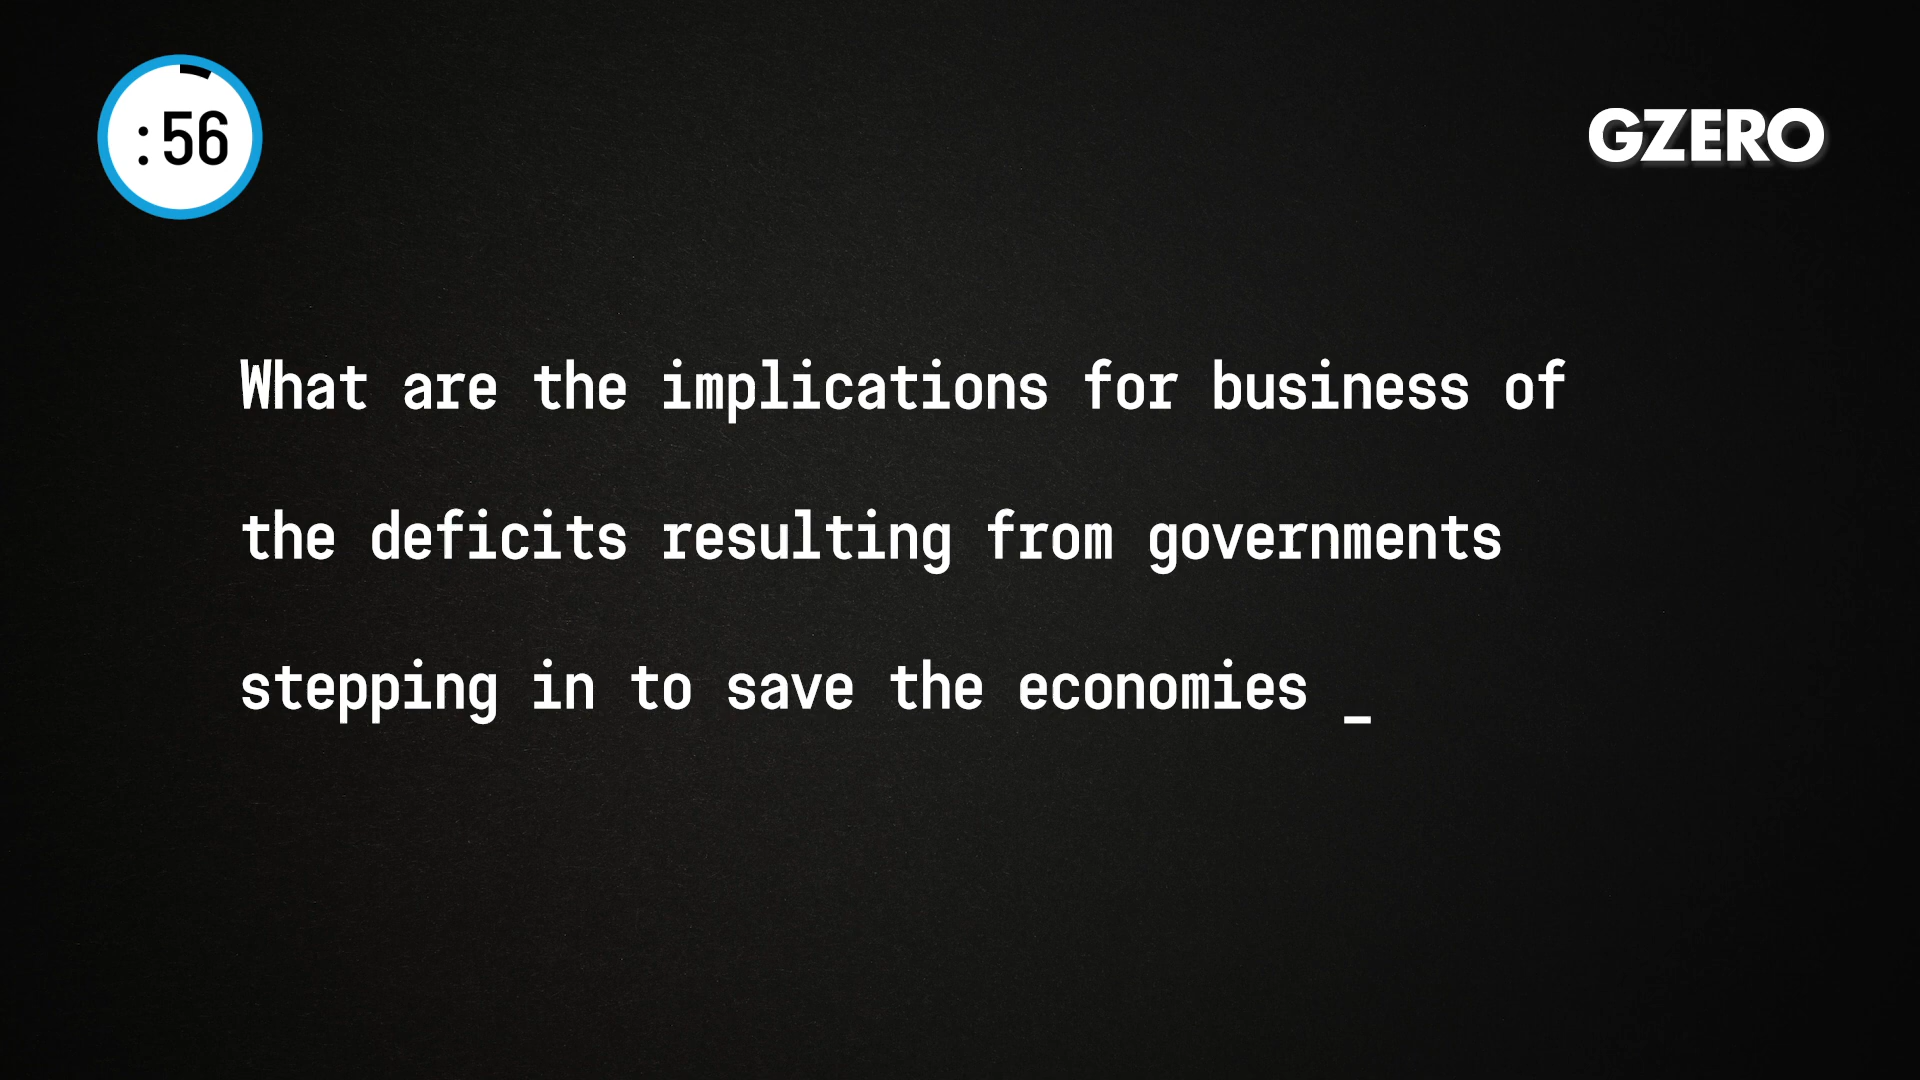 :56
GZERO
What are the implications for business of
the deficits resulting from governments
stepping in to save the economies _